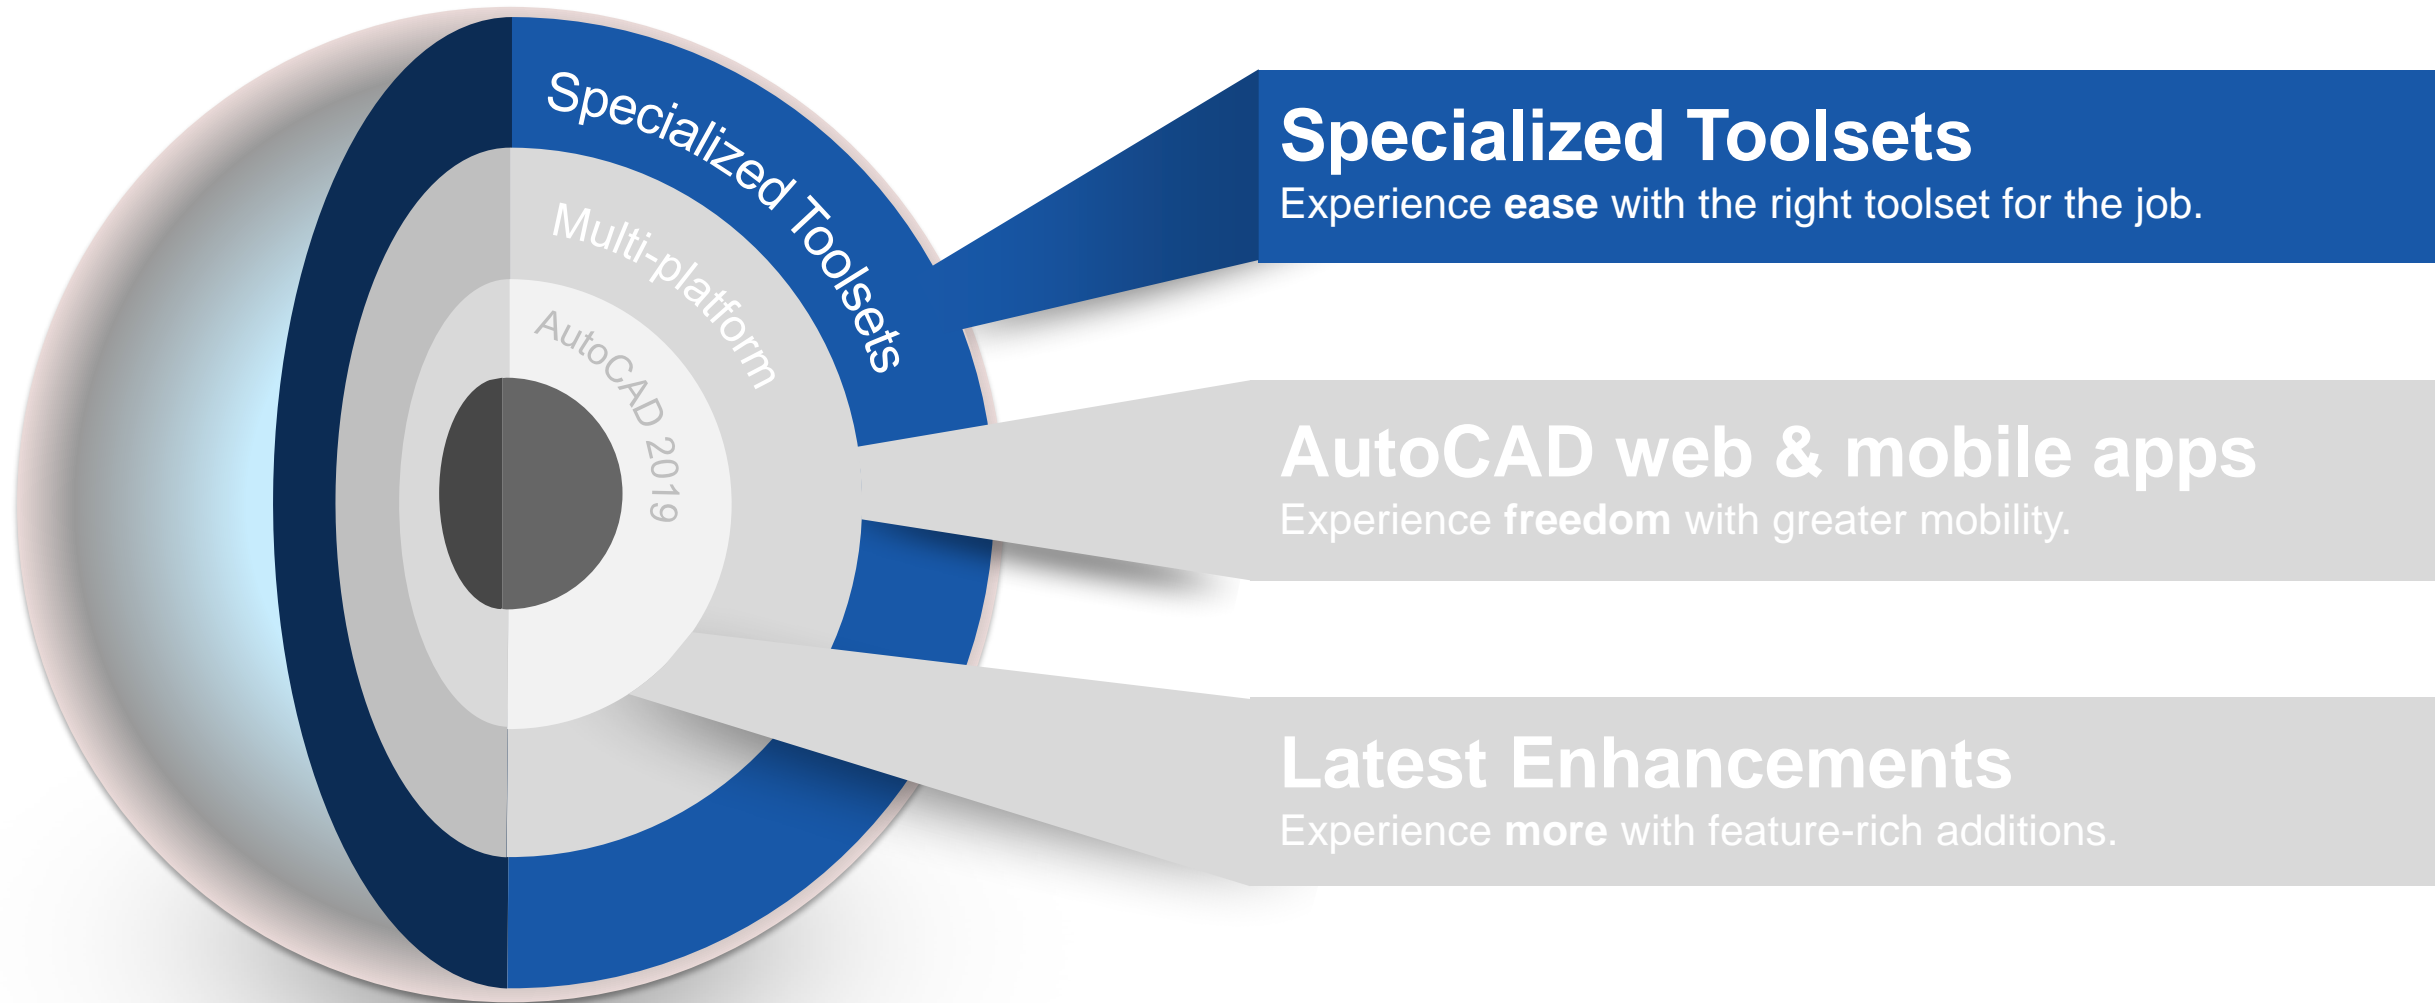 Specialized Toolsets
Multi-platform
AutoCAD 2019
Specialized Toolsets
Experience ease with the right toolset for the job.
AutoCAD web & mobile apps
Experience freedom with greater mobility.
Latest Enhancements
Experience more with feature-rich additions.